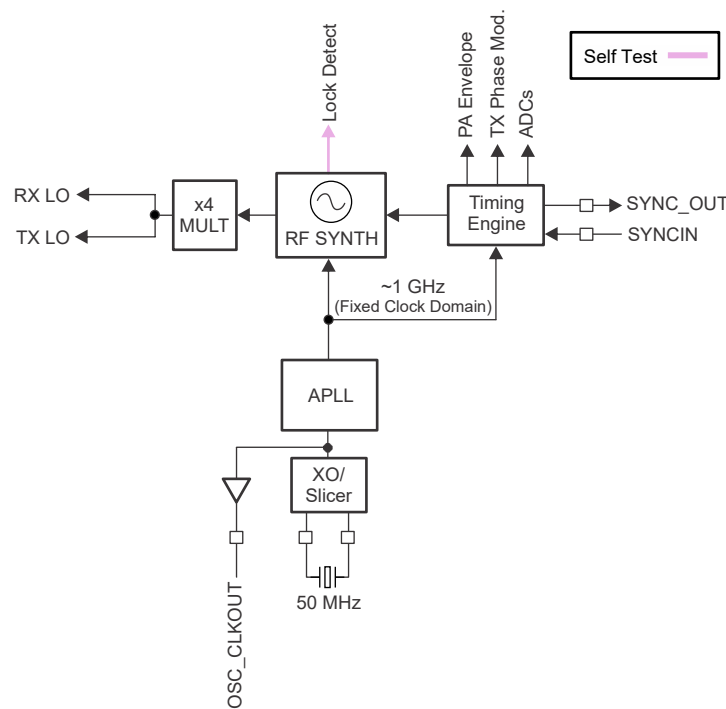 Self Test
Lock Detect
PA Envelope
TX Phase Mod.
ADCs
RX LO
TX LO
x4
MULT
RF SYNTH
Timing
Engine
SYNC_OUT
SYNCIN
~1 GHz
(Fixed Clock Domain)
APLL
XO/
Slicer
50 MHz
OSC_CLKOUT